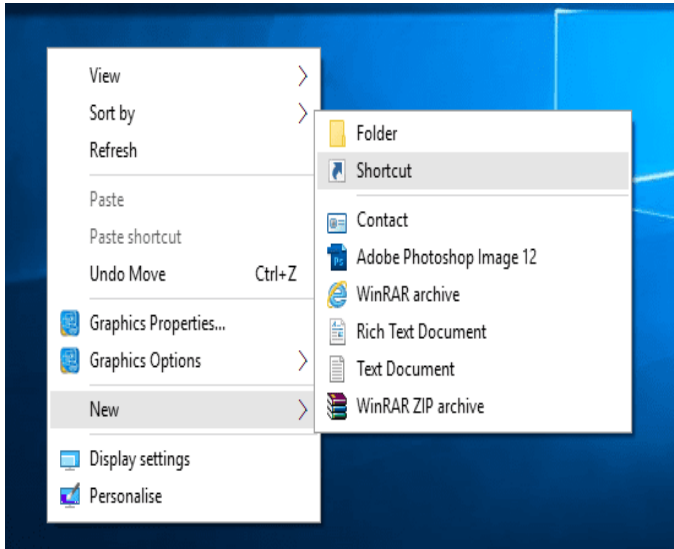 View
Sort by
Refresh
Paste
Paste shortcut
Undo Move Ctrl+Z
Graphics Properties...
Graphics Options
New
Display settings
Personalise
Folder
Shortcut
Contact
Adobe Photoshop Image 12
WinRAR archive
Rich Text Document
Text Document
WinRAR ZIP archive